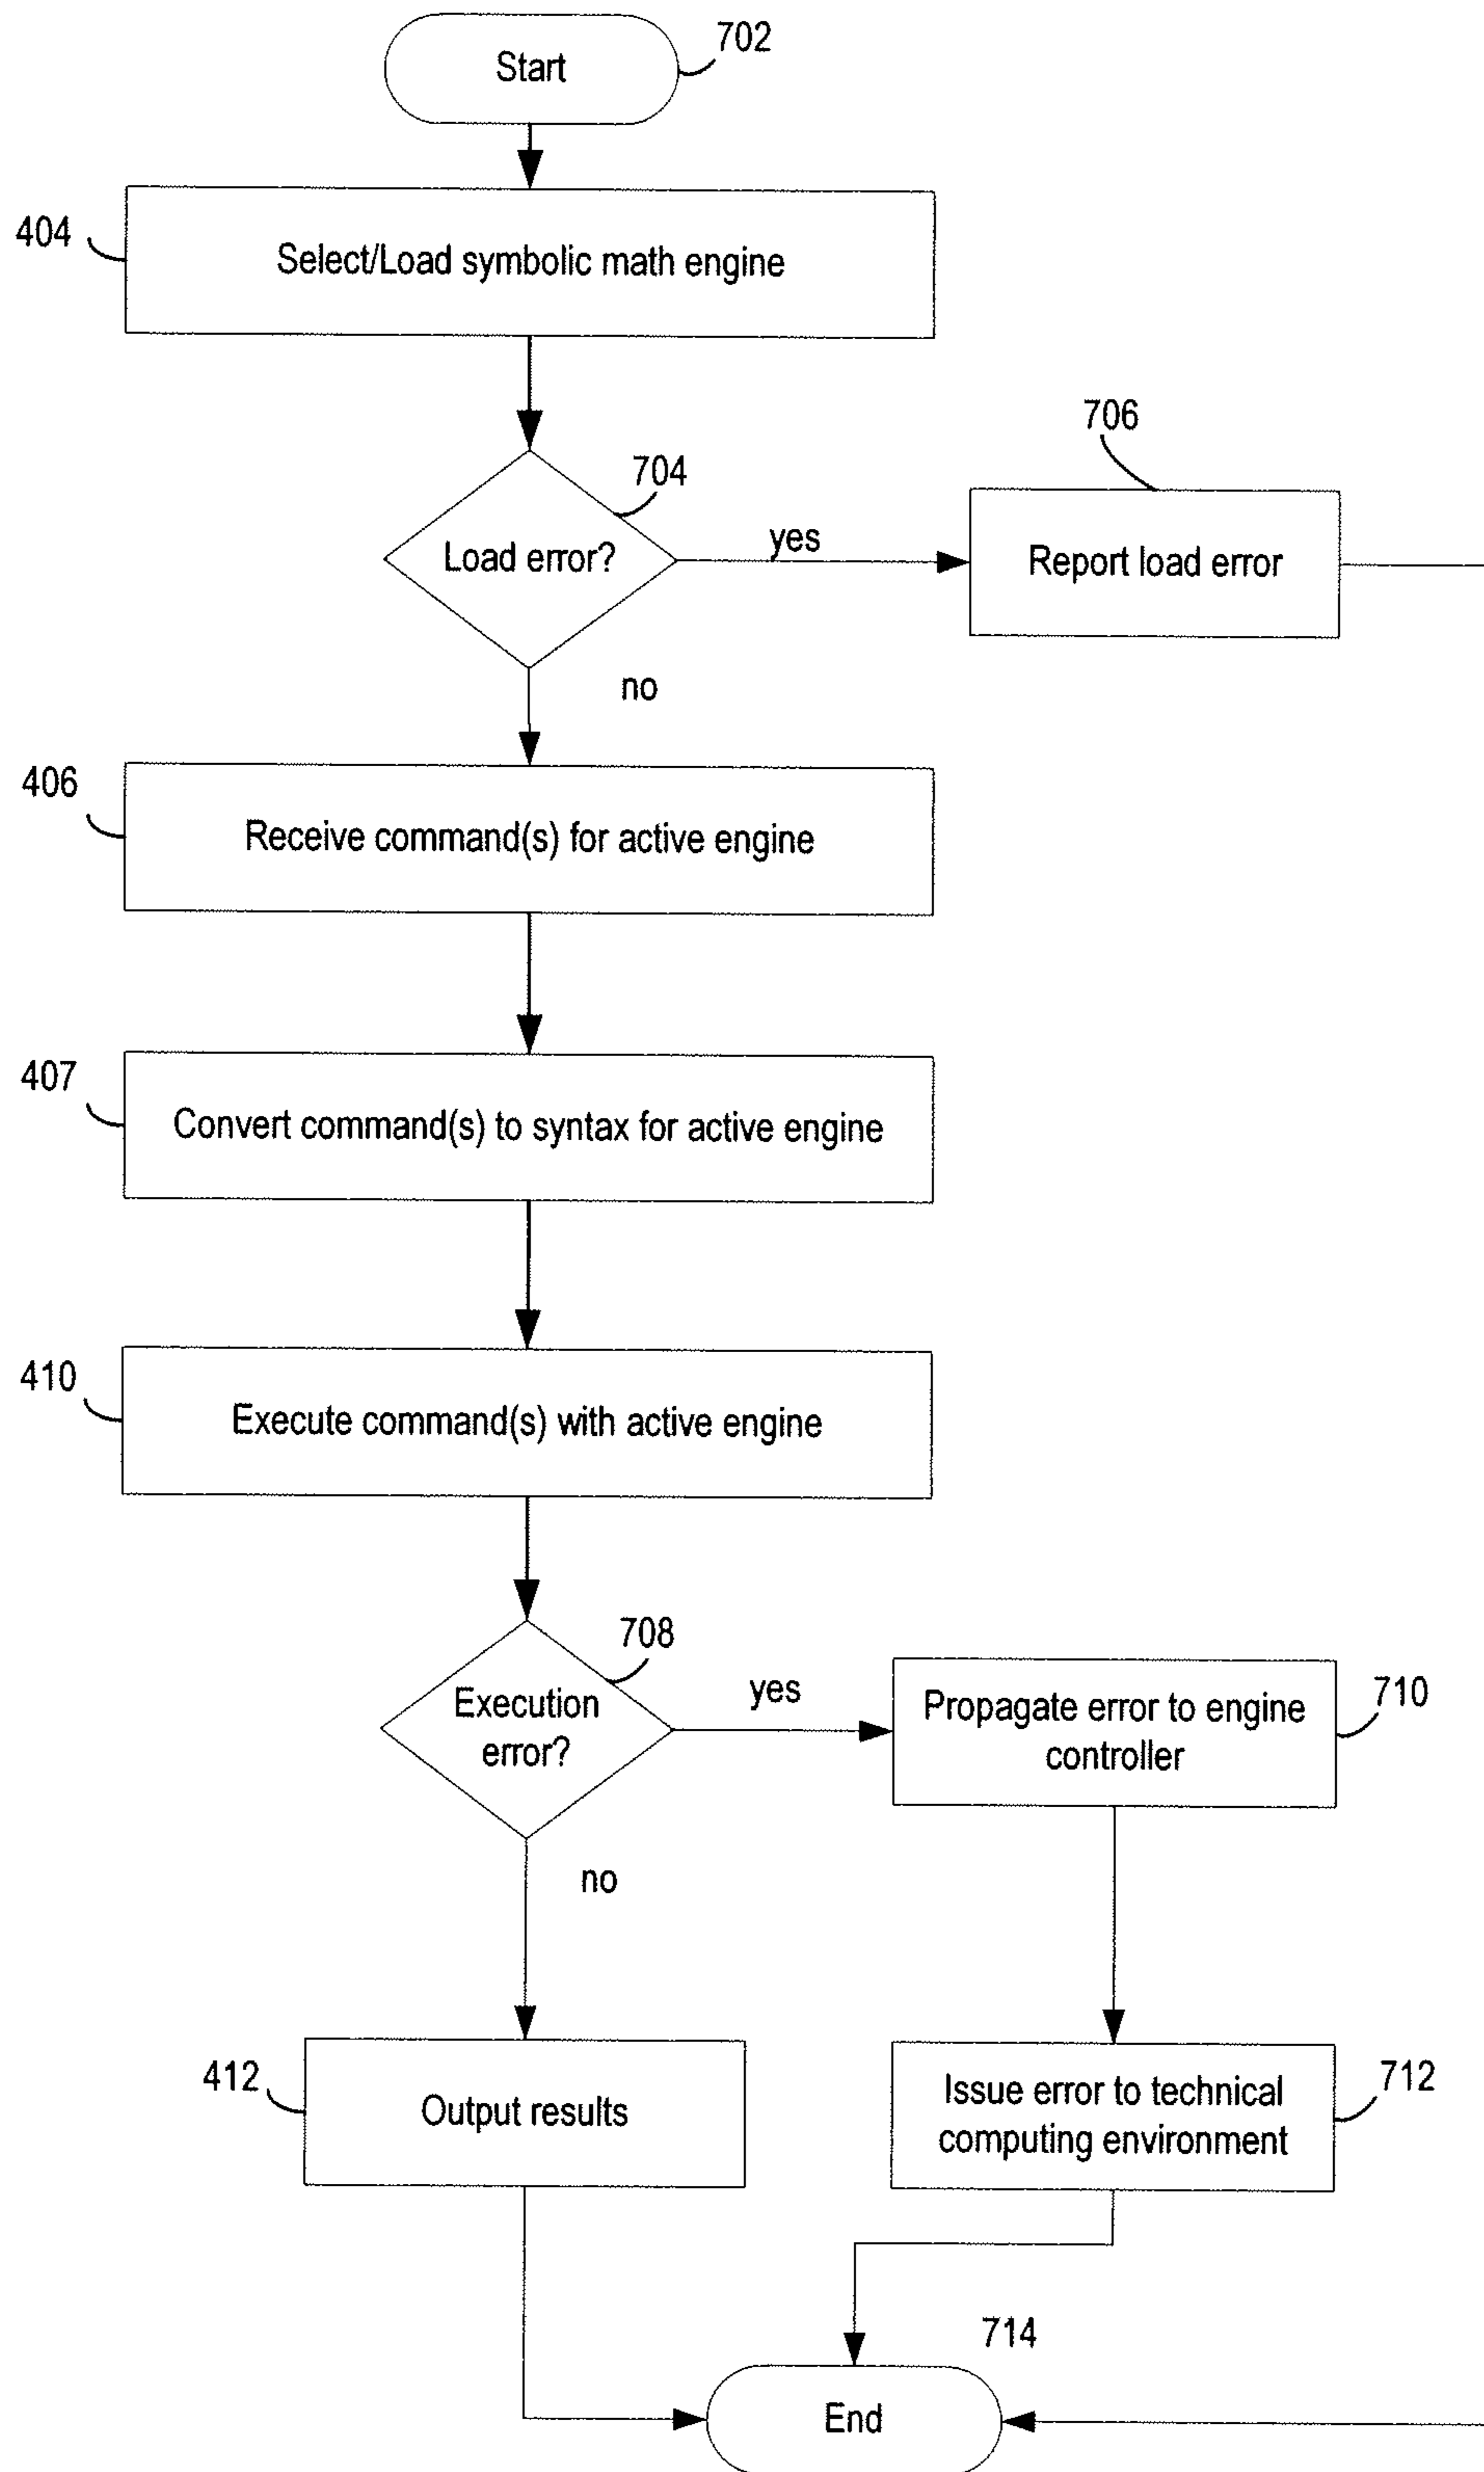 Start
702
404
Select/Load symbolic math engine
704
Load error?
yes
706
Report load error
no
406
Receive command(s) for active engine
407
Convert command(s) to syntax for active engine
410
Execute command(s) with active engine
708
Execution
error?
yes
Propagate error to engine
controller
710
no
412
Output results
Issue error to technical
computing environment
712
714
End